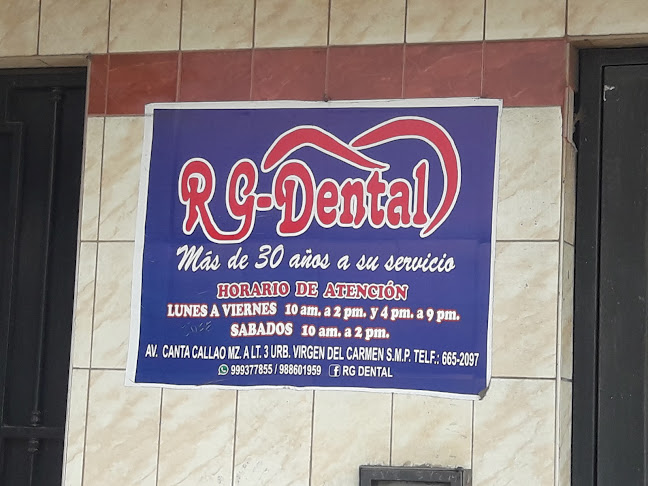 RG-Dental
Más de 30 años a su servicio
HORARIO DE ATENCIÓN
LUNES A VIERNES 10 am. a 2 pm. y 4 pm. a 9 pm.
SABADOS 10 am. a 2 pm.
AV. CANTA CALLAO MZ. A LT. 3 URB. VIRGEN DEL CARMEN S.M.P. TELF.: 665-2097
999377855 / 988601959 RG DENTAL